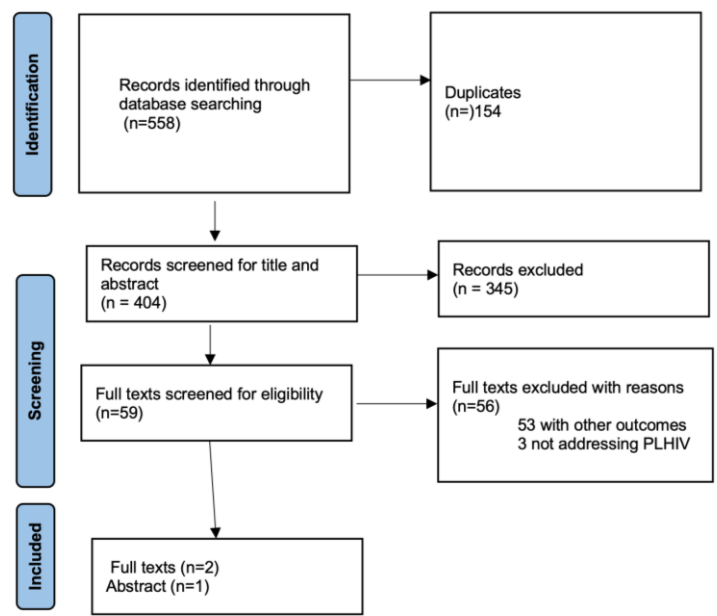 Identification
Records identified through
database searching
(n=558)
Duplicates
(n=)154
Screening
Records screened for title and
abstract
(n = 404)
Records excluded
(n = 345)
Full texts screened for eligibility
(n=59)
Full texts excluded with reasons
(n=56)
53 with other outcomes
3 not addressing PLHIV
Included
Full texts (n=2)
Abstract (n=1)